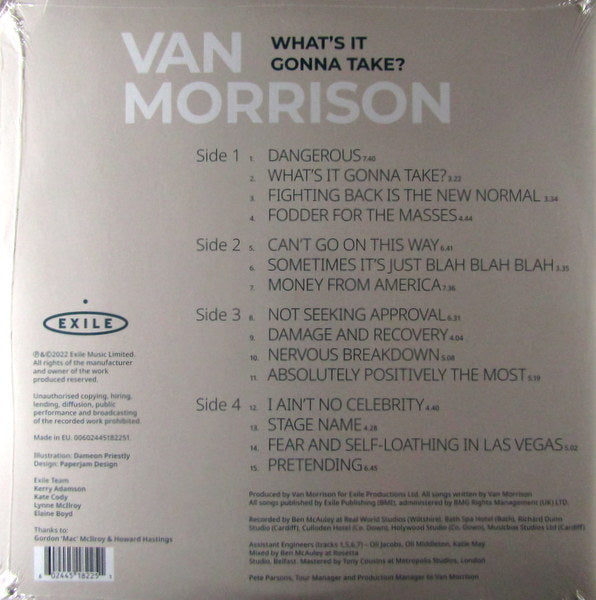 VAN MORRISON
WHAT'S IT
GONNA TAKE?
Side 1
1. DANGEROUS 7.40
2. WHAT'S IT GONNA TAKE? 3.22
3. FIGHTING BACK IS THE NEW NORMAL 3.34
4. FODDER FOR THE MASSES 4.44
Side 2
5. CAN'T GO ON THIS WAY 6.41
6. SOMETIMES IT'S JUST BLAH BLAH BLAH 3.35
7. MONEY FROM AMERICA 7.36
Side 3
8. NOT SEEKING APPROVAL 6.31
9. DAMAGE AND RECOVERY 4.04
10. NERVOUS BREAKDOWN 5.08
11. ABSOLUTELY POSITIVELY THE MOST 5.19
Side 4
12. I AIN'T NO CELEBRITY 4.40
13. STAGE NAME 4.28
14. FEAR AND SELF-LOATHING IN LAS VEGAS 5.02
15. PRETENDING 6.45
EXILE
℗&©2022 Exile Music Limited.
All rights of the manufacturer
and owner of the work
produced reserved.
Unauthorised copying, hiring,
lending, diffusion, public
performance and broadcasting
of the recorded work prohibited
Made in EU. 00602445182251.
Illustration: Dameon Priestly
Design: Paperjam Design
Exile Team
Kerry Adamson
Kate Cody
Lynne McIlroy
Elaine Boyd
Thanks to:
Gordon 'Mac' McIlroy & Howard Hastings
6 02445 18225 1
Produced by Van Morrison for Exile Productions Ltd. All songs written by Van Morrison
All songs published by Exile Publishing (BMI), administered by BMG Rights Management (UK) LTD.
Recorded by Ben McAuley at Real World Studios (Wiltshire), Bath Spa Hotel (Bath), Richard Dunn
Studio (Cardiff), Culloden Hotel (Co. Down), Holywood Studio (Co. Down), Musicbox Studios Ltd (Cardiff)
Assistant Engineers (tracks 1,5,6,7) – Oli Jacobs, Oli Middleton, Katie May
Mixed by Ben McAuley at Rosetta
Studio, Belfast. Mastered by Tony Cousins at Metropolis Studios, London
Pete Parsons, Tour Manager and Production Manager to Van Morrison